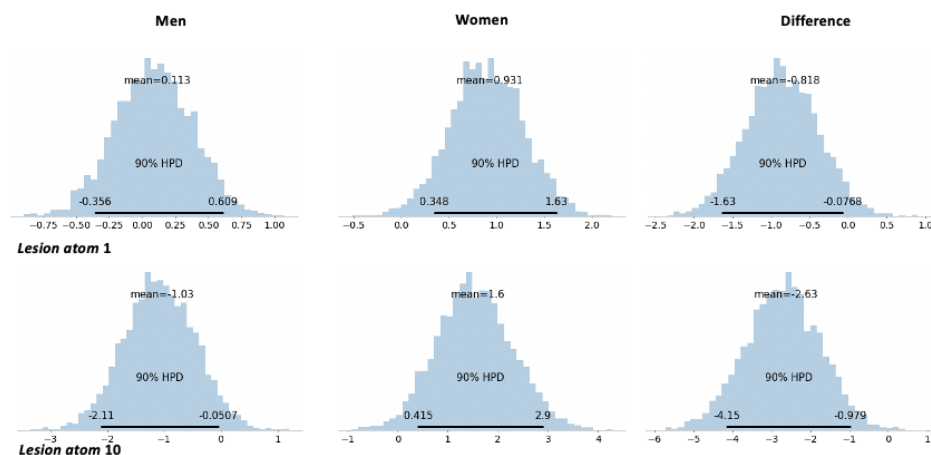 Men Women Difference
mean=0.113 mean=0.931 mean=-0.818
90% HPD 90% HPD 90% HPD
-0.356 0.609 0.348 1.63 -1.63 -0.0768
-0.75 -0.50 -0.25 0.00 0.25 0.50 0.75 1.00 -0.5 0.0 0.5 1.0 1.5 2.0 -2.5 -2.0 -1.5 -1.0 -0.5 0.0 0.5 1.0
Lesion atom 1
mean=-1.03 mean=1.6 mean=-2.63
90% HPD 90% HPD 90% HPD
-2.11 -0.0507 0.415 2.9 -4.15 -0.979
-3 -2 -1 0 1 -1 0 1 2 3 4 -6 -5 -4 -3 -2 -1 0 1
Lesion atom 10